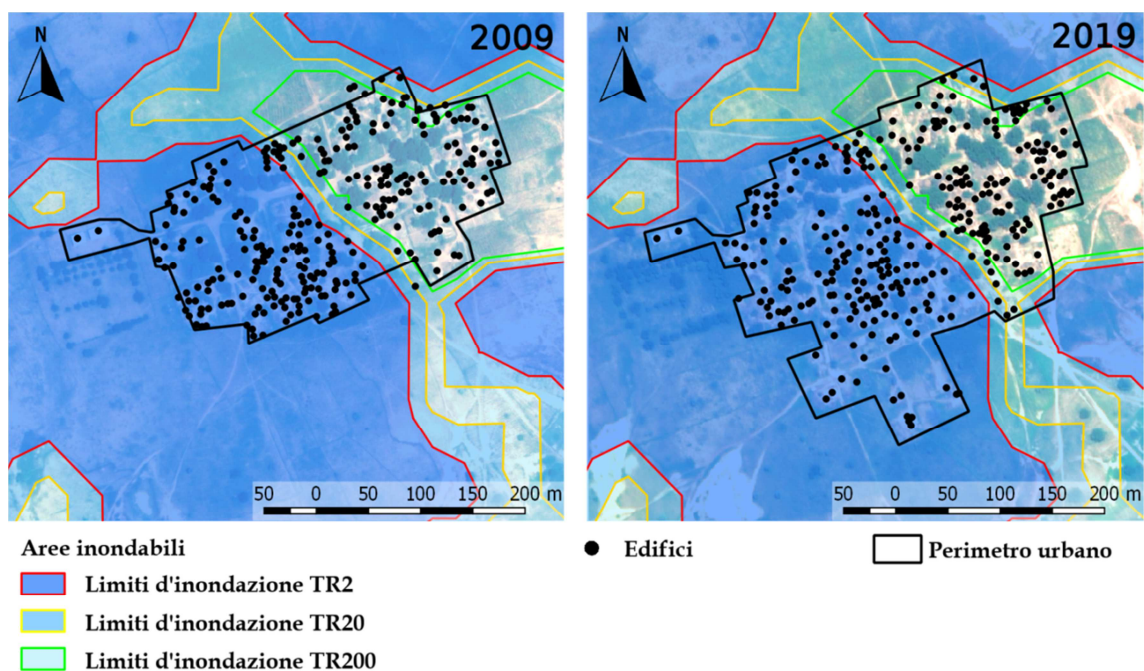 N
2009
50 0 50 100 150 200 m
N
2019
50 0 50 100 150 200 m
Aree inondabili
Edifici
Perimetro urbano
Limiti d'inondazione TR2
Limiti d'inondazione TR20
Limiti d'inondazione TR200